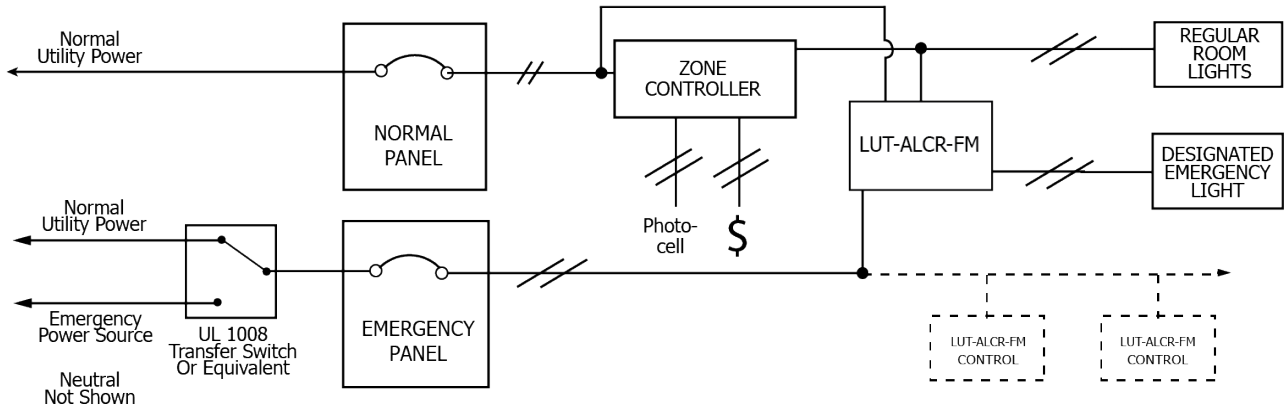 Normal
Utility Power
NORMAL
PANEL
ZONE
CONTROLLER
REGULAR
ROOM
LIGHTS
LUT-ALCR-FM
DESIGNATED
EMERGENCY
LIGHT
Photo-
cell
$
Normal
Utility Power
Emergency
Power Source
UL 1008
Transfer Switch
Or Equivalent
EMERGENCY
PANEL
LUT-ALCR-FM
CONTROL
LUT-ALCR-FM
CONTROL
Neutral
Not Shown